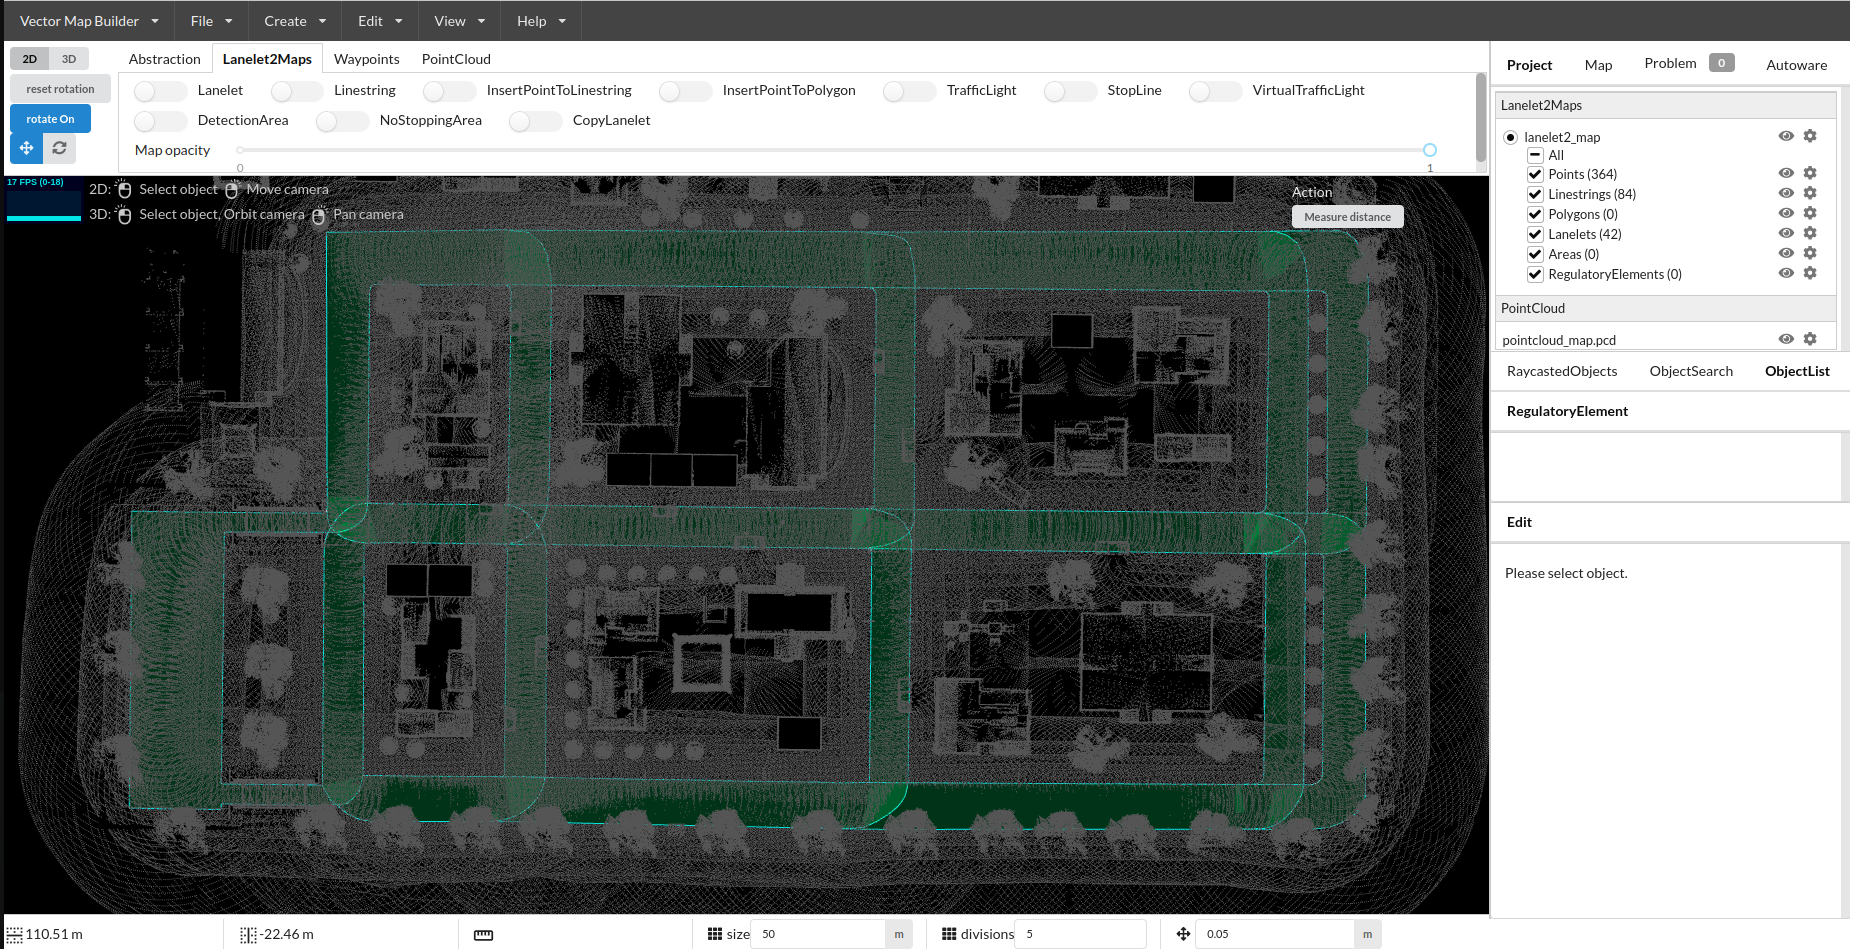 Vector Map Builder File Create Edit View Help
2D 3D
reset rotation
rotate On
Abstraction Lanelet2Maps Waypoints PointCloud
Lanelet Linestring InsertPointToLinestring InsertPointToPolygon TrafficLight StopLine VirtualTrafficLight
DetectionArea NoStoppingArea CopyLanelet
Map opacity
0 1
17 FPS (0-18)
2D: Select object Move camera
3D: Select object, Orbit camera Pan camera
Action
Measure distance
Project Map Problem 0 Autoware
Lanelet2Maps
lanelet2_map
All
Points (364)
Linestrings (84)
Polygons (0)
Lanelets (42)
Areas (0)
RegulatoryElements (0)
PointCloud
pointcloud_map.pcd
RaycastedObjects ObjectSearch ObjectList
RegulatoryElement
Edit
Please select object.
110.51 m -22.46 m size 50 m divisions 5 0.05 m